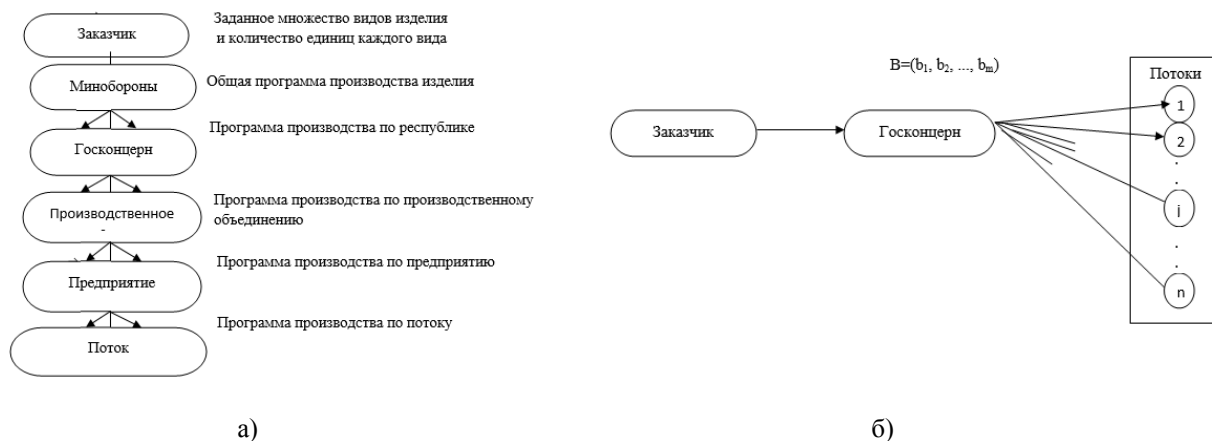 Заказчик
Заданное множество видов изделия
и количество единиц каждого вида
Минобороны
Общая программа производства изделия
Госконцерн
Программа производства по республике
Производственное
-
Программа производства по производственному
объединению
Предприятие
Программа производства по предприятию
Поток
Программа производства по потоку
а)
B=(b₁, b₂, ..., bₘ)
Заказчик
Госконцерн
Потоки
1
2
.
.
j
.
.
n
б)